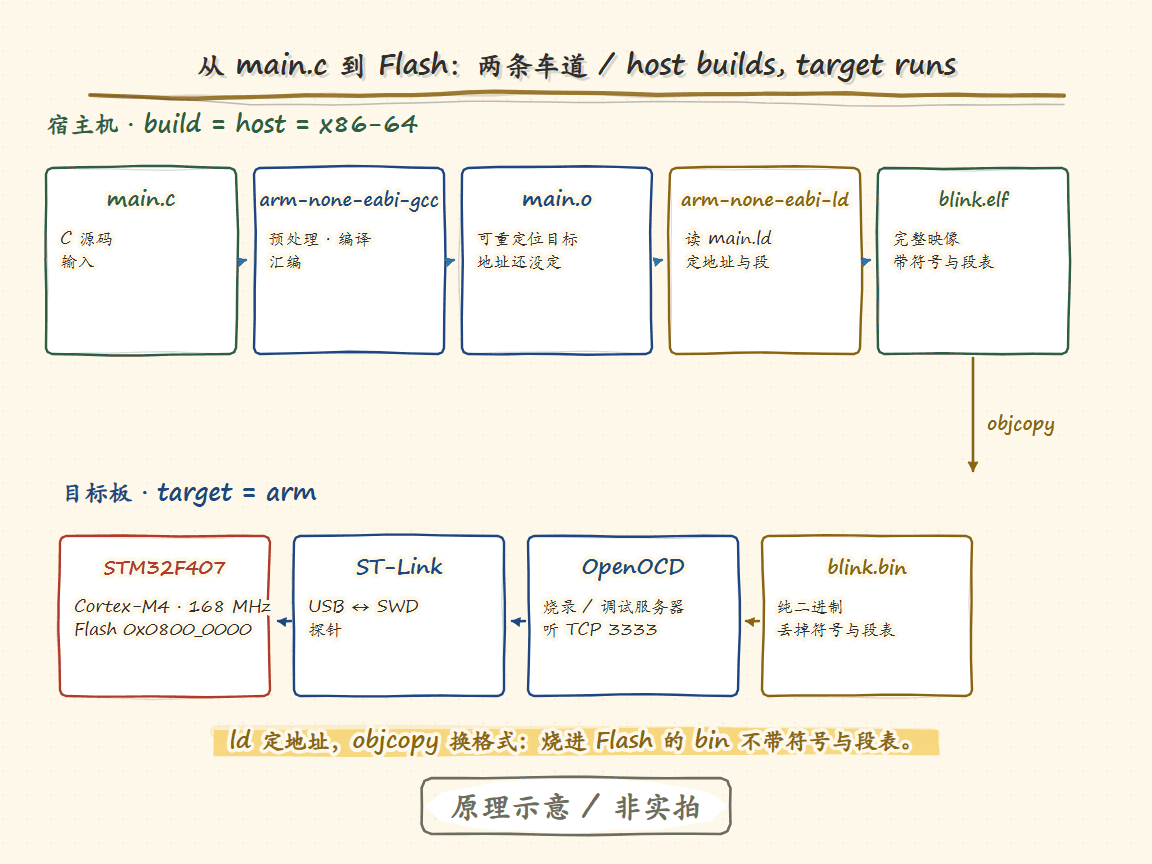 从 main.c 到 Flash：两条车道 / host builds, target runs
宿主机 · build = host = x86-64
main.c
C 源码
输入
arm-none-eabi-gcc
预处理 · 编译
汇编
main.o
可重定位目标
地址还没定
arm-none-eabi-ld
读 main.ld
定地址与段
blink.elf
完整映像
带符号与段表
objcopy
目标板 · target = arm
STM32F407
Cortex-M4 · 168 MHz
Flash 0x0800_0000
ST-Link
USB ↔ SWD
探针
OpenOCD
烧录 / 调试服务器
听 TCP 3333
blink.bin
纯二进制
丢掉符号与段表
ld 定地址，objcopy 换格式：烧进 Flash 的 bin 不带符号与段表。
原理示意 / 非实拍